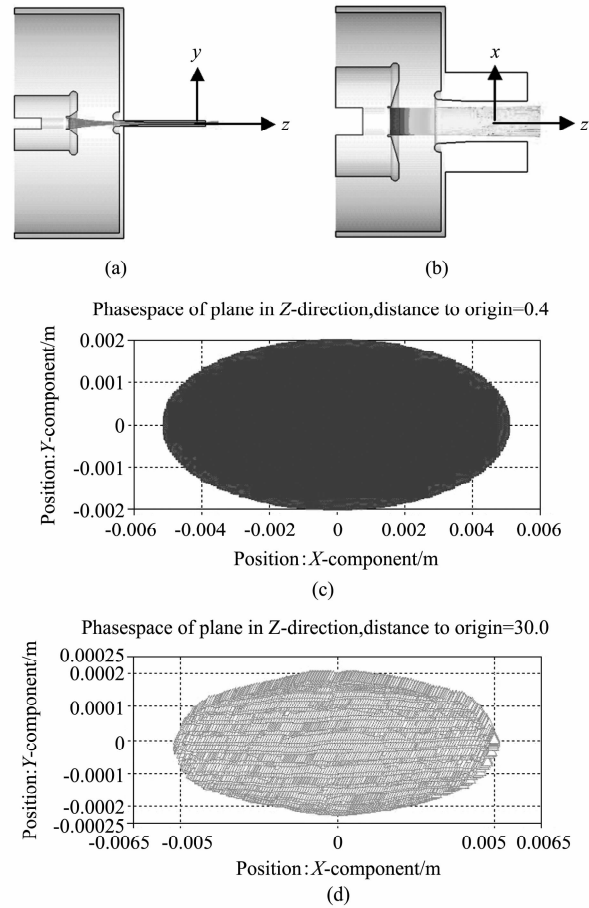 y
z
x
z
(a)
(b)
Phasespace of plane in Z-direction,distance to origin=0.4
Position:Y-component/m
0.002
0.001
0
-0.001
-0.002
-0.006 -0.004 -0.002 0 0.002 0.004 0.006
Position:X-component/m
(c)
Phasespace of plane in Z-direction,distance to origin=30.0
Position:Y-component/m
0.00025
0.0002
0.0001
0
-0.0001
-0.0002
-0.00025
-0.0065 -0.005 0 0.005 0.0065
Position:X-component/m
(d)